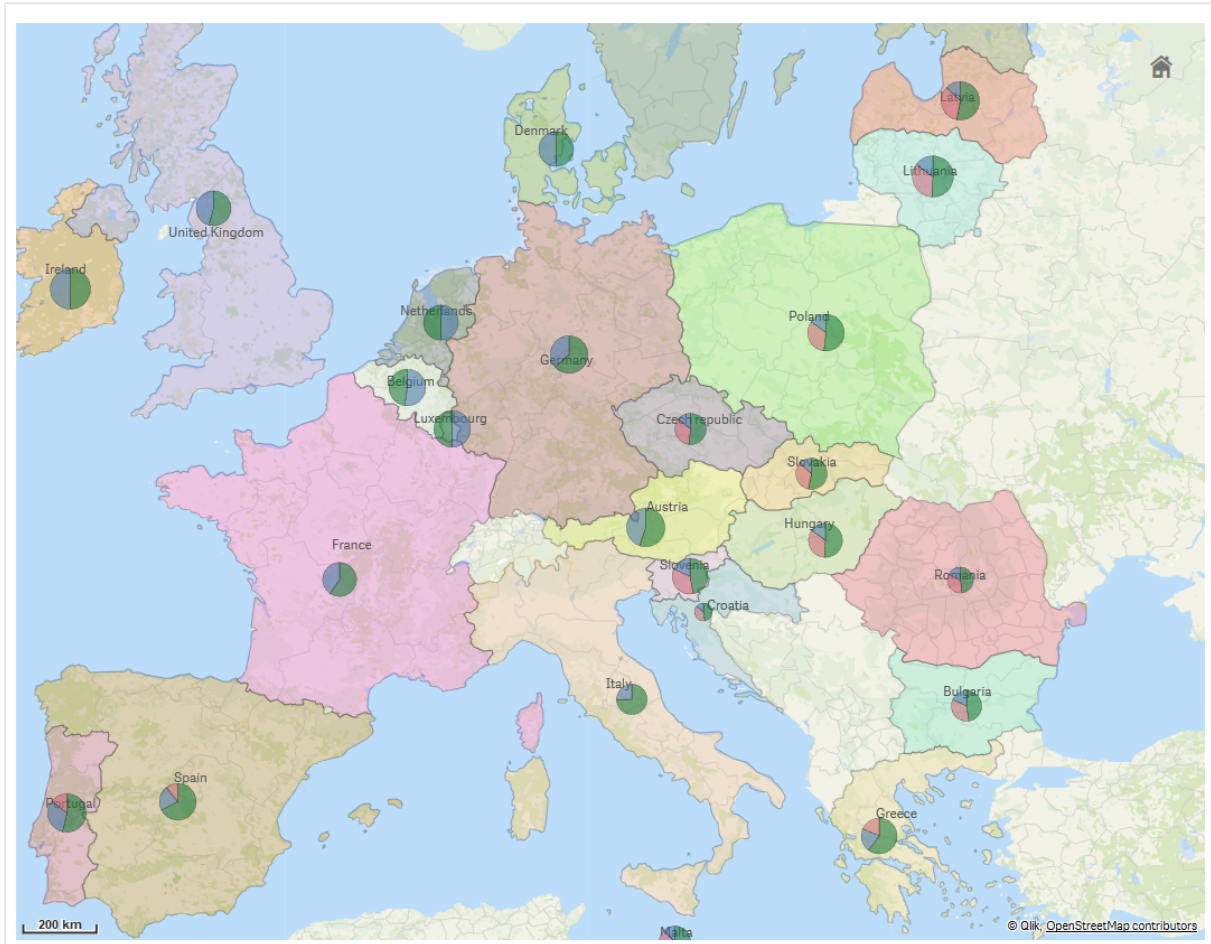 Latvia
Denmark
Lithuania
United Kingdom
Ireland
Netherlands
Poland
Germany
Belgium
Luxembourg
Czech republic
Slovakia
Austria
Hungary
France
Slovenia
Romania
Croatia
Italy
Bulgaria
Spain
Portugal
Greece
200 km
© Qlik, OpenStreetMap contributors
Malta